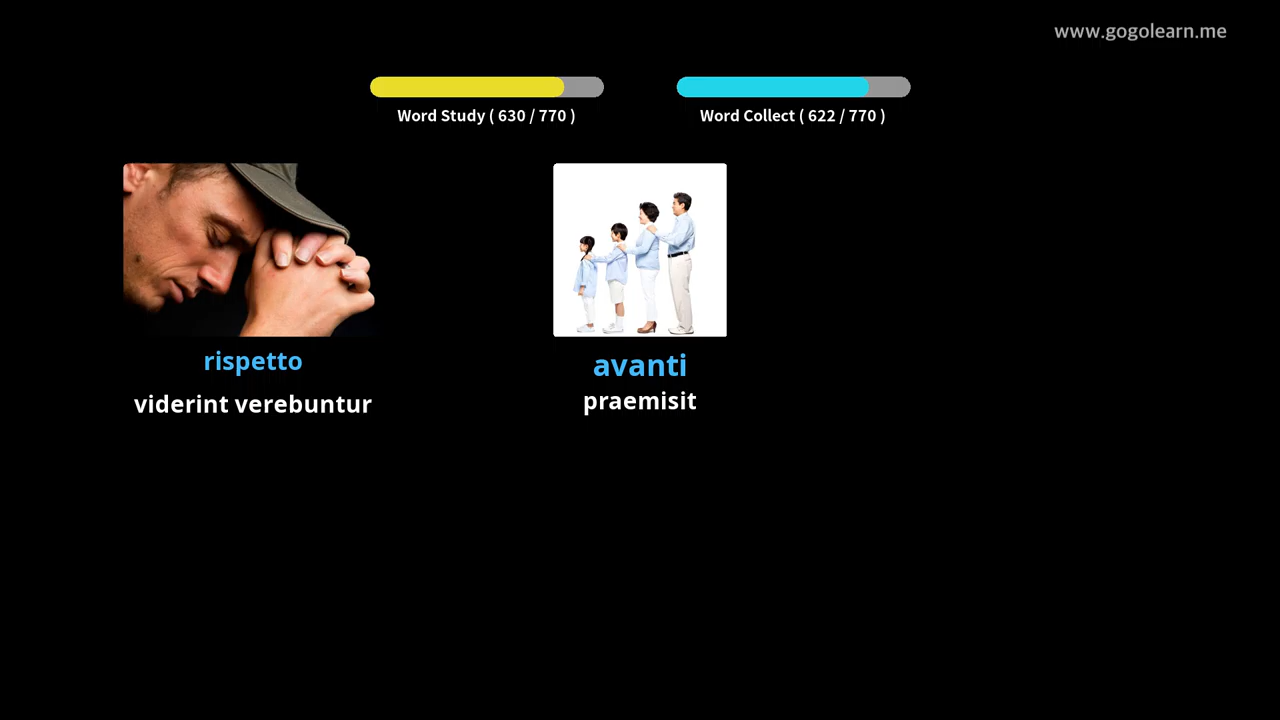 www.gogolearn.me
Word Study ( 630 / 770 )
Word Collect ( 622 / 770 )
rispetto
viderint verebuntur
avanti
praemisit